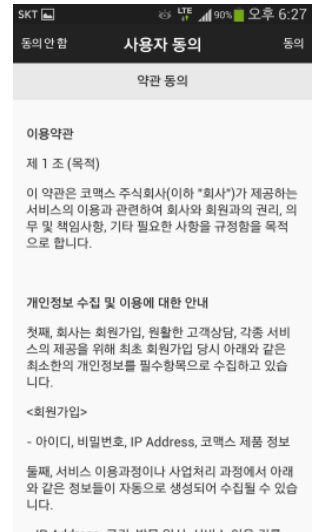 SKT LTE 90% 오후 6:27
동의 안 함 사용자 동의 동의
약관 동의
이용약관
제 1 조 (목적)
이 약관은 코맥스 주식회사(이하 "회사")가 제공하는
서비스의 이용과 관련하여 회사와 회원과의 권리, 의
무 및 책임사항, 기타 필요한 사항을 규정함을 목적
으로 합니다.
개인정보 수집 및 이용에 대한 안내
첫째, 회사는 회원가입, 원활한 고객상담, 각종 서비
스의 제공을 위해 최초 회원가입 당시 아래와 같은
최소한의 개인정보를 필수항목으로 수집하고 있습
니다.
<회원가입>
- 아이디, 비밀번호, IP Address, 코맥스 제품 정보
둘째, 서비스 이용과정이나 사업처리 과정에서 아래
와 같은 정보들이 자동으로 생성되어 수집될 수 있습
니다.